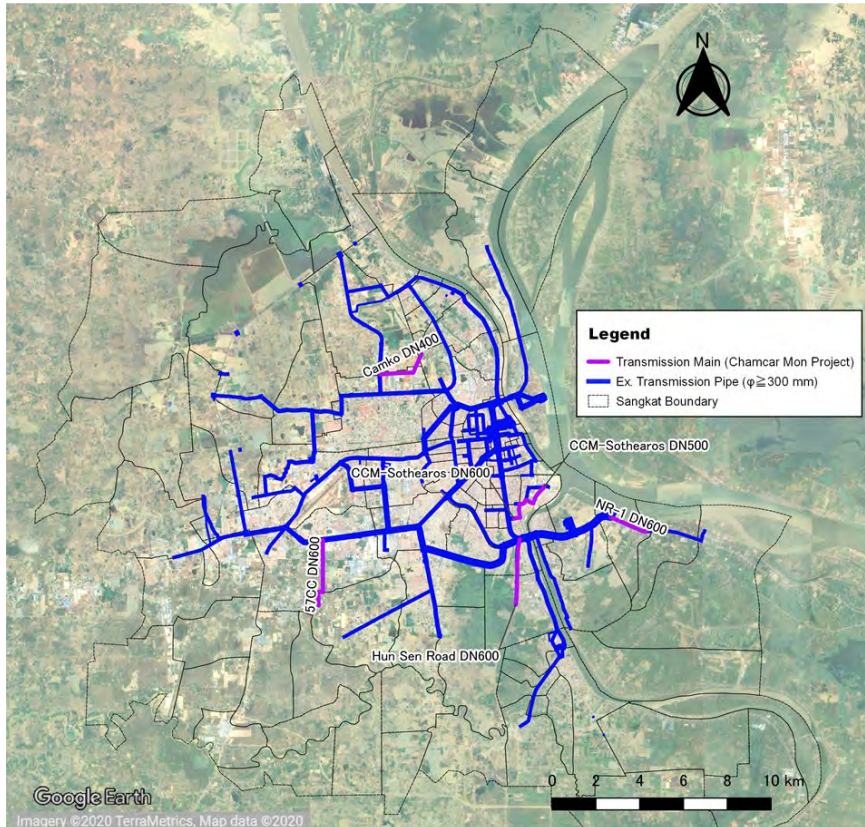 N
Legend
Transmission Main (Chamcar Mon Project)
Ex. Transmission Pipe (φ≧300 mm)
Sangkat Boundary
Camko DN400
CCM-Sothearos DN500
CCM-Sothearos DN600
NR-1 DN600
57CC DN600
Hun Sen Road DN600
0 2 4 6 8 10 km
Google Earth
Imagery ©2020 TerraMetrics, Map data ©2020